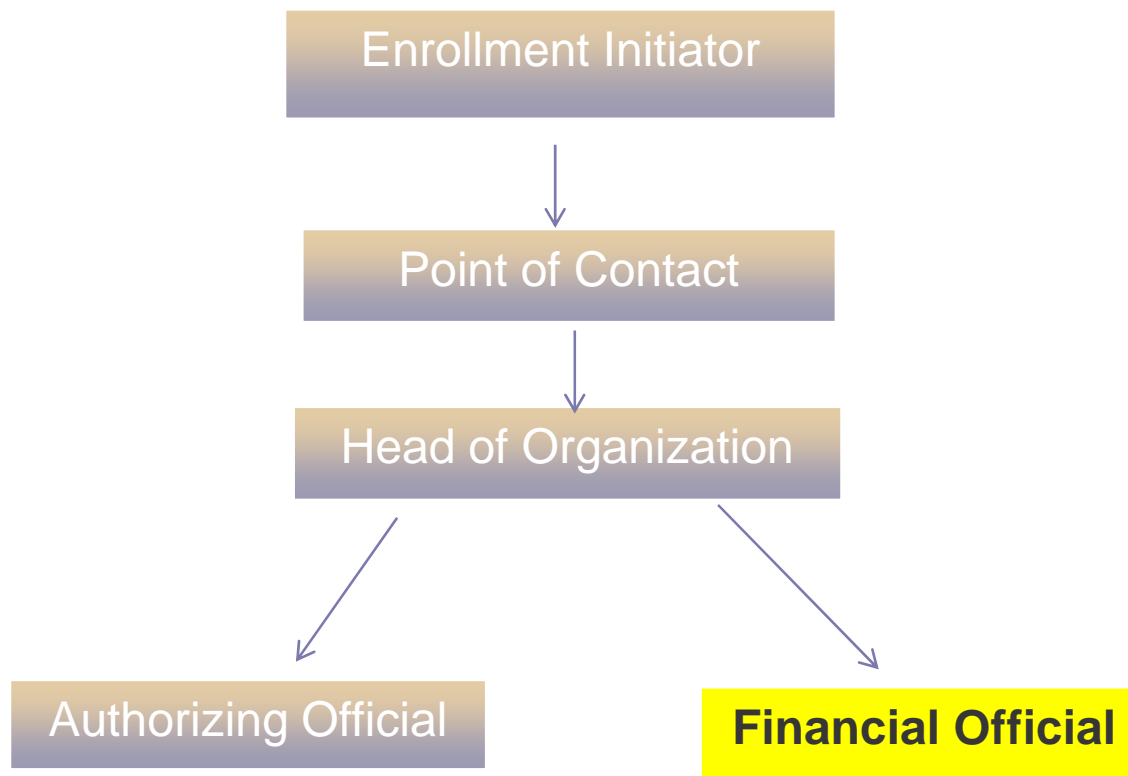 Enrollment Initiator
Point of Contact
Head of Organization
Authorizing Official
Financial Official